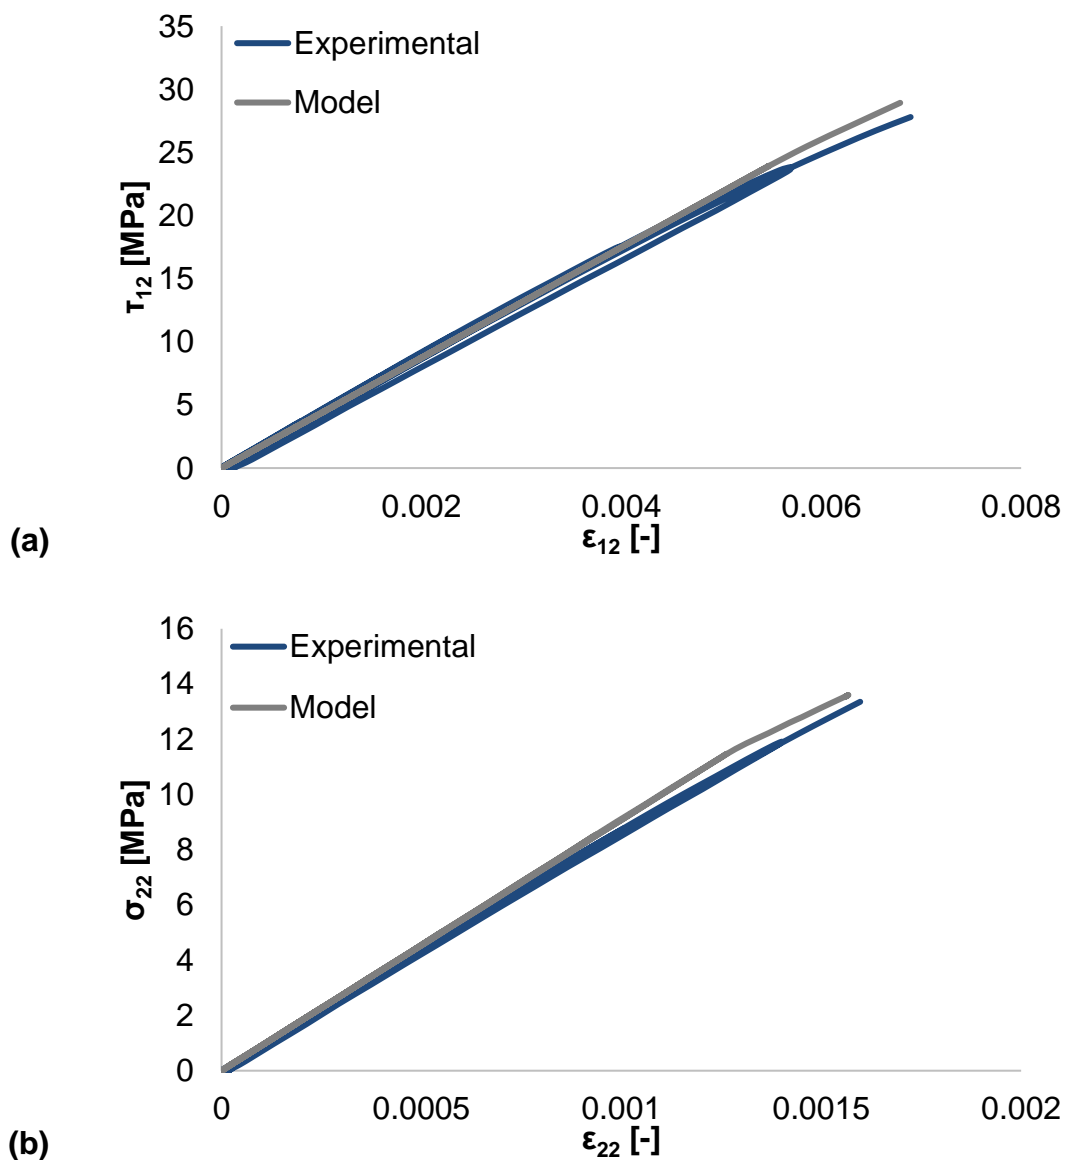 35
30
25
20
15
10
5
0
τ12 [MPa]
Experimental
Model
0 0.002 0.004 0.006 0.008
ε12 [-]
(a)
16
14
12
10
8
6
4
2
0
σ22 [MPa]
Experimental
Model
0 0.0005 0.001 0.0015 0.002
ε22 [-]
(b)